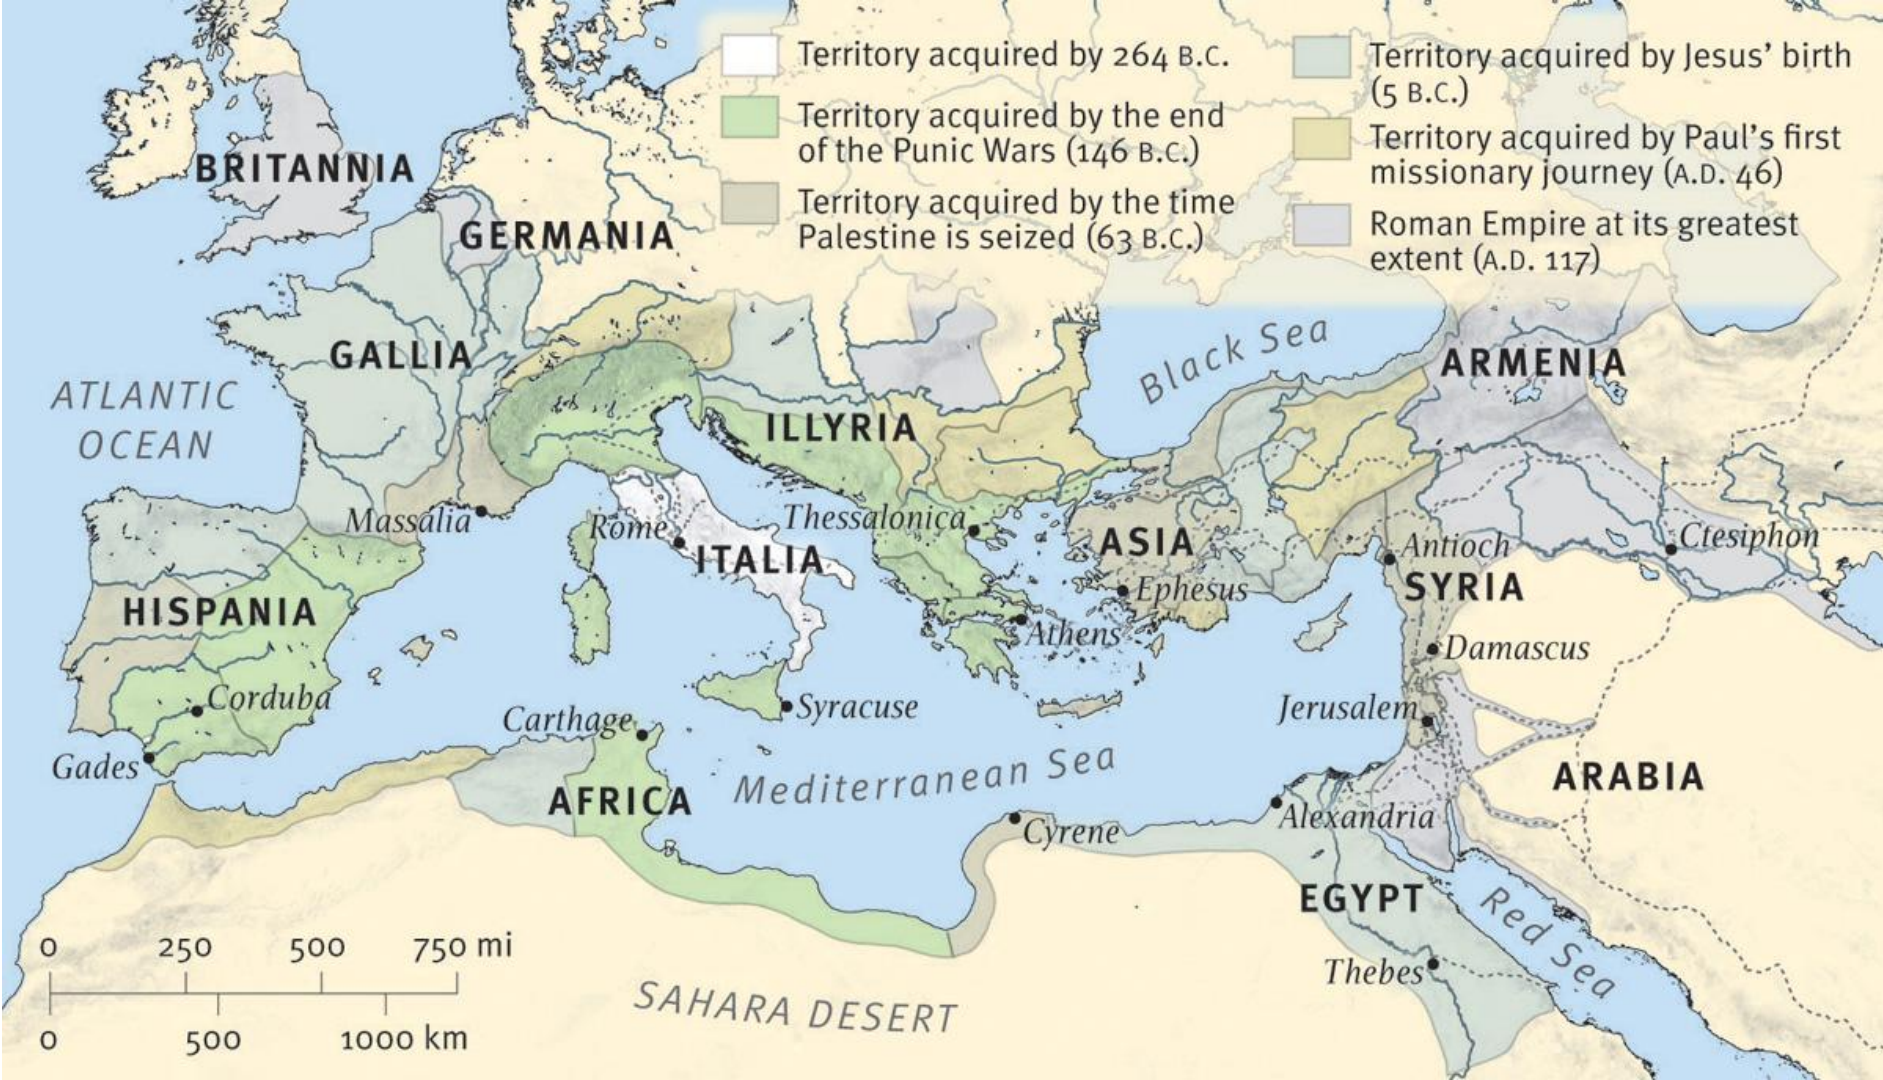 Territory acquired by 264 B.C.
Territory acquired by the end
of the Punic Wars (146 B.C.)
Territory acquired by the time
Palestine is seized (63 B.C.)
Territory acquired by Jesus’ birth
(5 B.C.)
Territory acquired by Paul’s first
missionary journey (A.D. 46)
Roman Empire at its greatest
extent (A.D. 117)
BRITANNIA
GERMANIA
GALLIA
Black Sea
ARMENIA
ATLANTIC
OCEAN
ILLYRIA
Massalia
Rome
ITALIA
Thessalonica
ASIA
Antioch
Ctesiphon
HISPANIA
Ephesus
SYRIA
Athens
Damascus
Corduba
Carthage
Syracuse
Jerusalem
Gades
AFRICA
Mediterranean Sea
ARABIA
Cyrene
Alexandria
EGYPT
Red Sea
Thebes
0 250 500 750 mi
0 500 1000 km
SAHARA DESERT